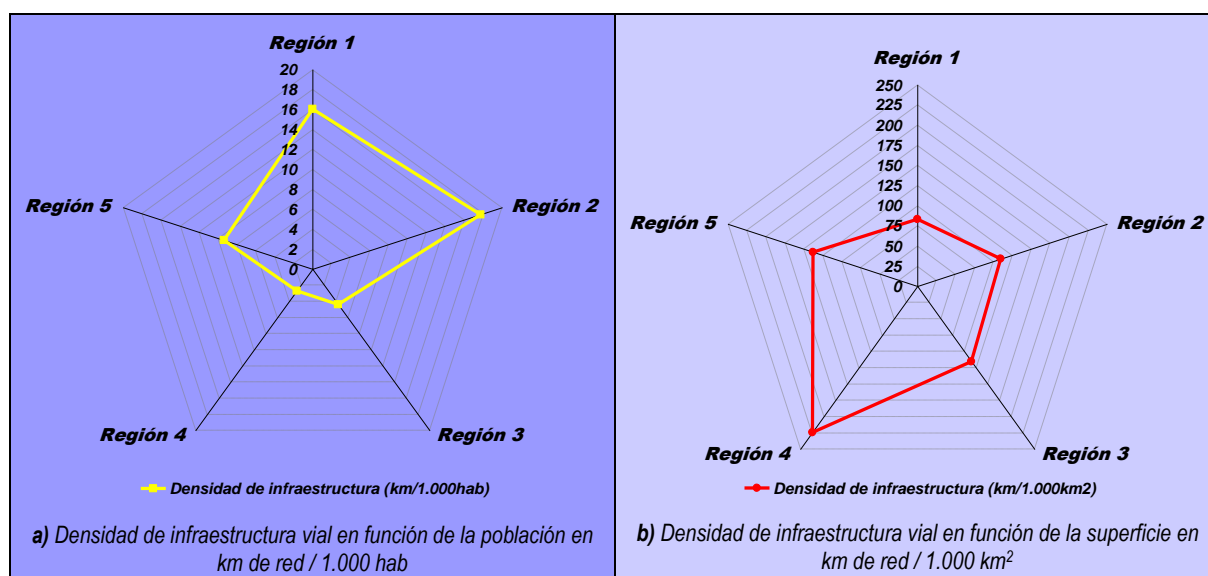 Región 1
20
18
16
14
12
10
8
6
4
2
0
Región 2
Región 5
Región 4
Región 3
Densidad de infraestructura (km/1.000hab)
a) Densidad de infraestructura vial en función de la población en
km de red / 1.000 hab
Región 1
250
225
200
175
150
125
100
75
50
25
0
Región 2
Región 5
Región 4
Región 3
Densidad de infraestructura (km/1.000km2)
b) Densidad de infraestructura vial en función de la superficie en
km de red / 1.000 km²